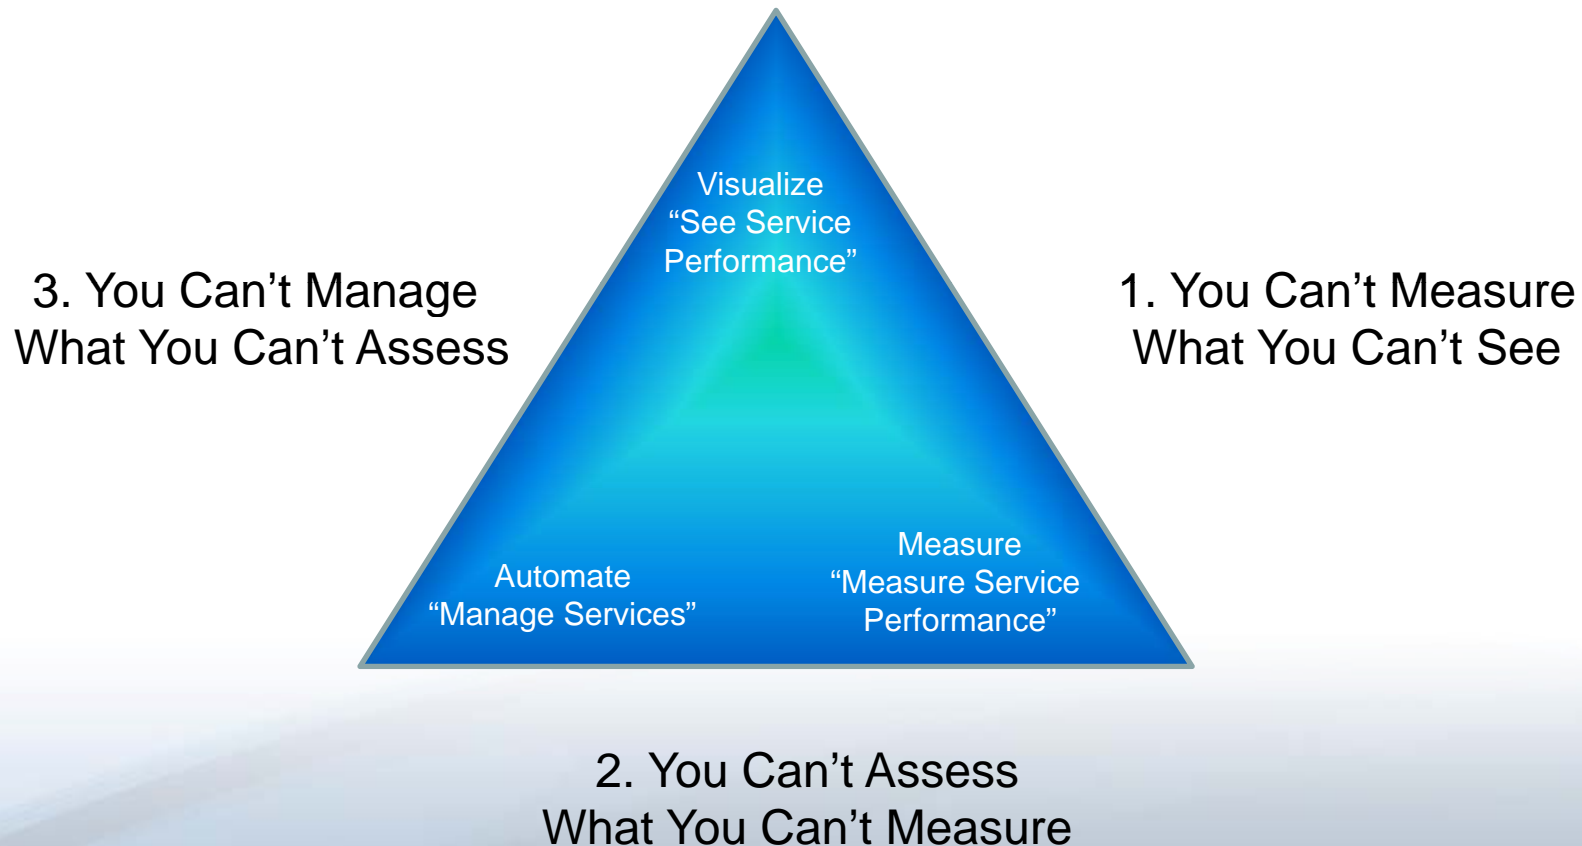 Visualize
“See Service
Performance”
3. You Can’t Manage
What You Can’t Assess
1. You Can’t Measure
What You Can’t See
Automate
“Manage Services”
Measure
“Measure Service
Performance”
2. You Can’t Assess
What You Can’t Measure